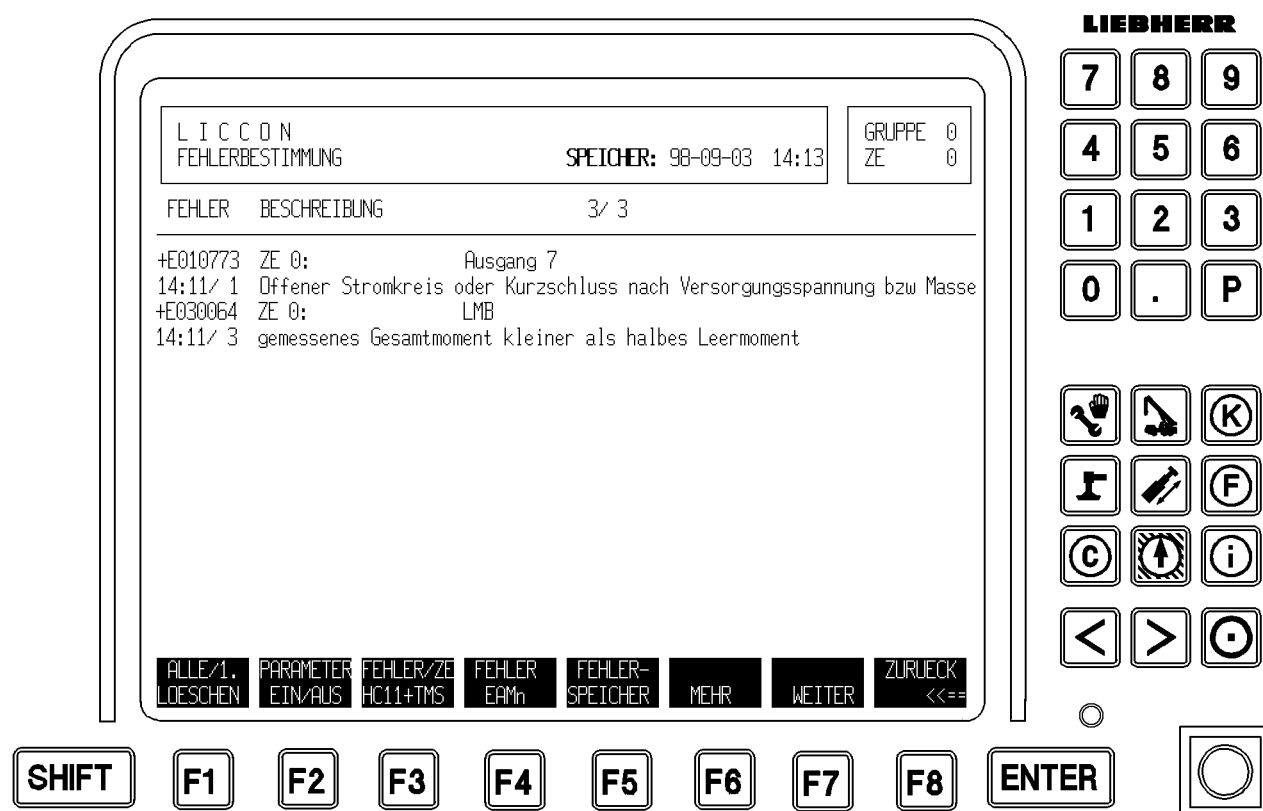 LIEBHERR
L I C C O N
FEHLERBESTIMMUNG SPEICHER: 98-09-03 14:13
GRUPPE 0
ZE 0
FEHLER BESCHREIBUNG 3/ 3
+E010773 ZE 0: Ausgang 7
14:11/ 1 Offener Stromkreis oder Kurzschluss nach Versorgungsspannung bzw Masse
+E030064 ZE 0: LMB
14:11/ 3 gemessenes Gesamtmoment kleiner als halbes Leermoment
ALLE/1. PARAMETER FEHLER/ZE FEHLER FEHLER- ZURUECK
LOESCHEN EIN/AUS HC11+TMS EAMn SPEICHER MEHR WEITER <<==
7 8 9
4 5 6
1 2 3
0 . P
K
F
C i
< >
SHIFT F1 F2 F3 F4 F5 F6 F7 F8 ENTER